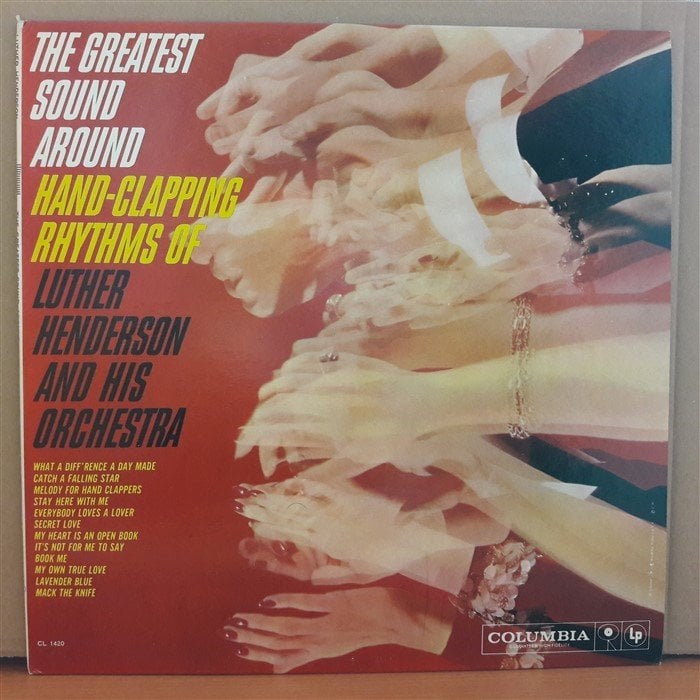 THE GREATEST
SOUND
AROUND
HAND-CLAPPING
RHYTHMS OF
LUTHER
HENDERSON
AND HIS
ORCHESTRA
WHAT A DIFF'RENCE A DAY MADE
CATCH A FALLING STAR
MELODY FOR HAND CLAPPERS
STAY HERE WITH ME
EVERYBODY LOVES A LOVER
SECRET LOVE
MY HEART IS AN OPEN BOOK
IT'S NOT FOR ME TO SAY
BOOK ME
MY OWN TRUE LOVE
LAVENDER BLUE
MACK THE KNIFE
CL 1420
COLUMBIA
GUARANTEED HIGH-FIDELITY
Lp